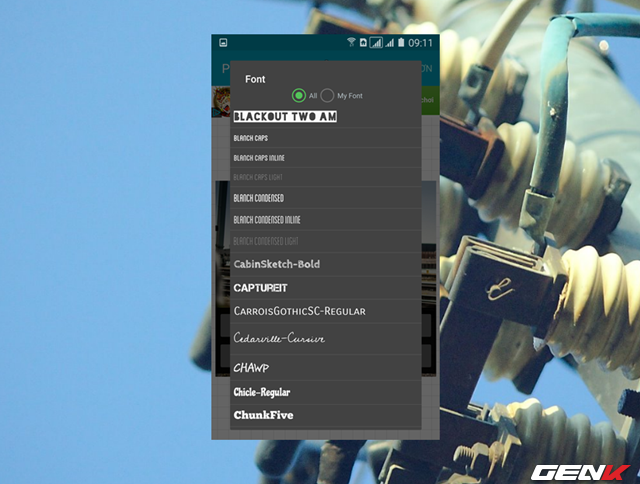 09:11
Font
All My Font
BLACKOUT TWO AM
BLANCH CAPS
BLANCH CAPS INLINE
BLANCH CAPS LIGHT
BLANCH CONDENSED
BLANCH CONDENSED INLINE
BLANCH CONDENSED LIGHT
CabinSketch-Bold
CAPTUREIT
CARROISGOTHICSC-REGULAR
Cedarville-Cursive
CHAWP
Chicle-Regular
ChunkFive
GENK